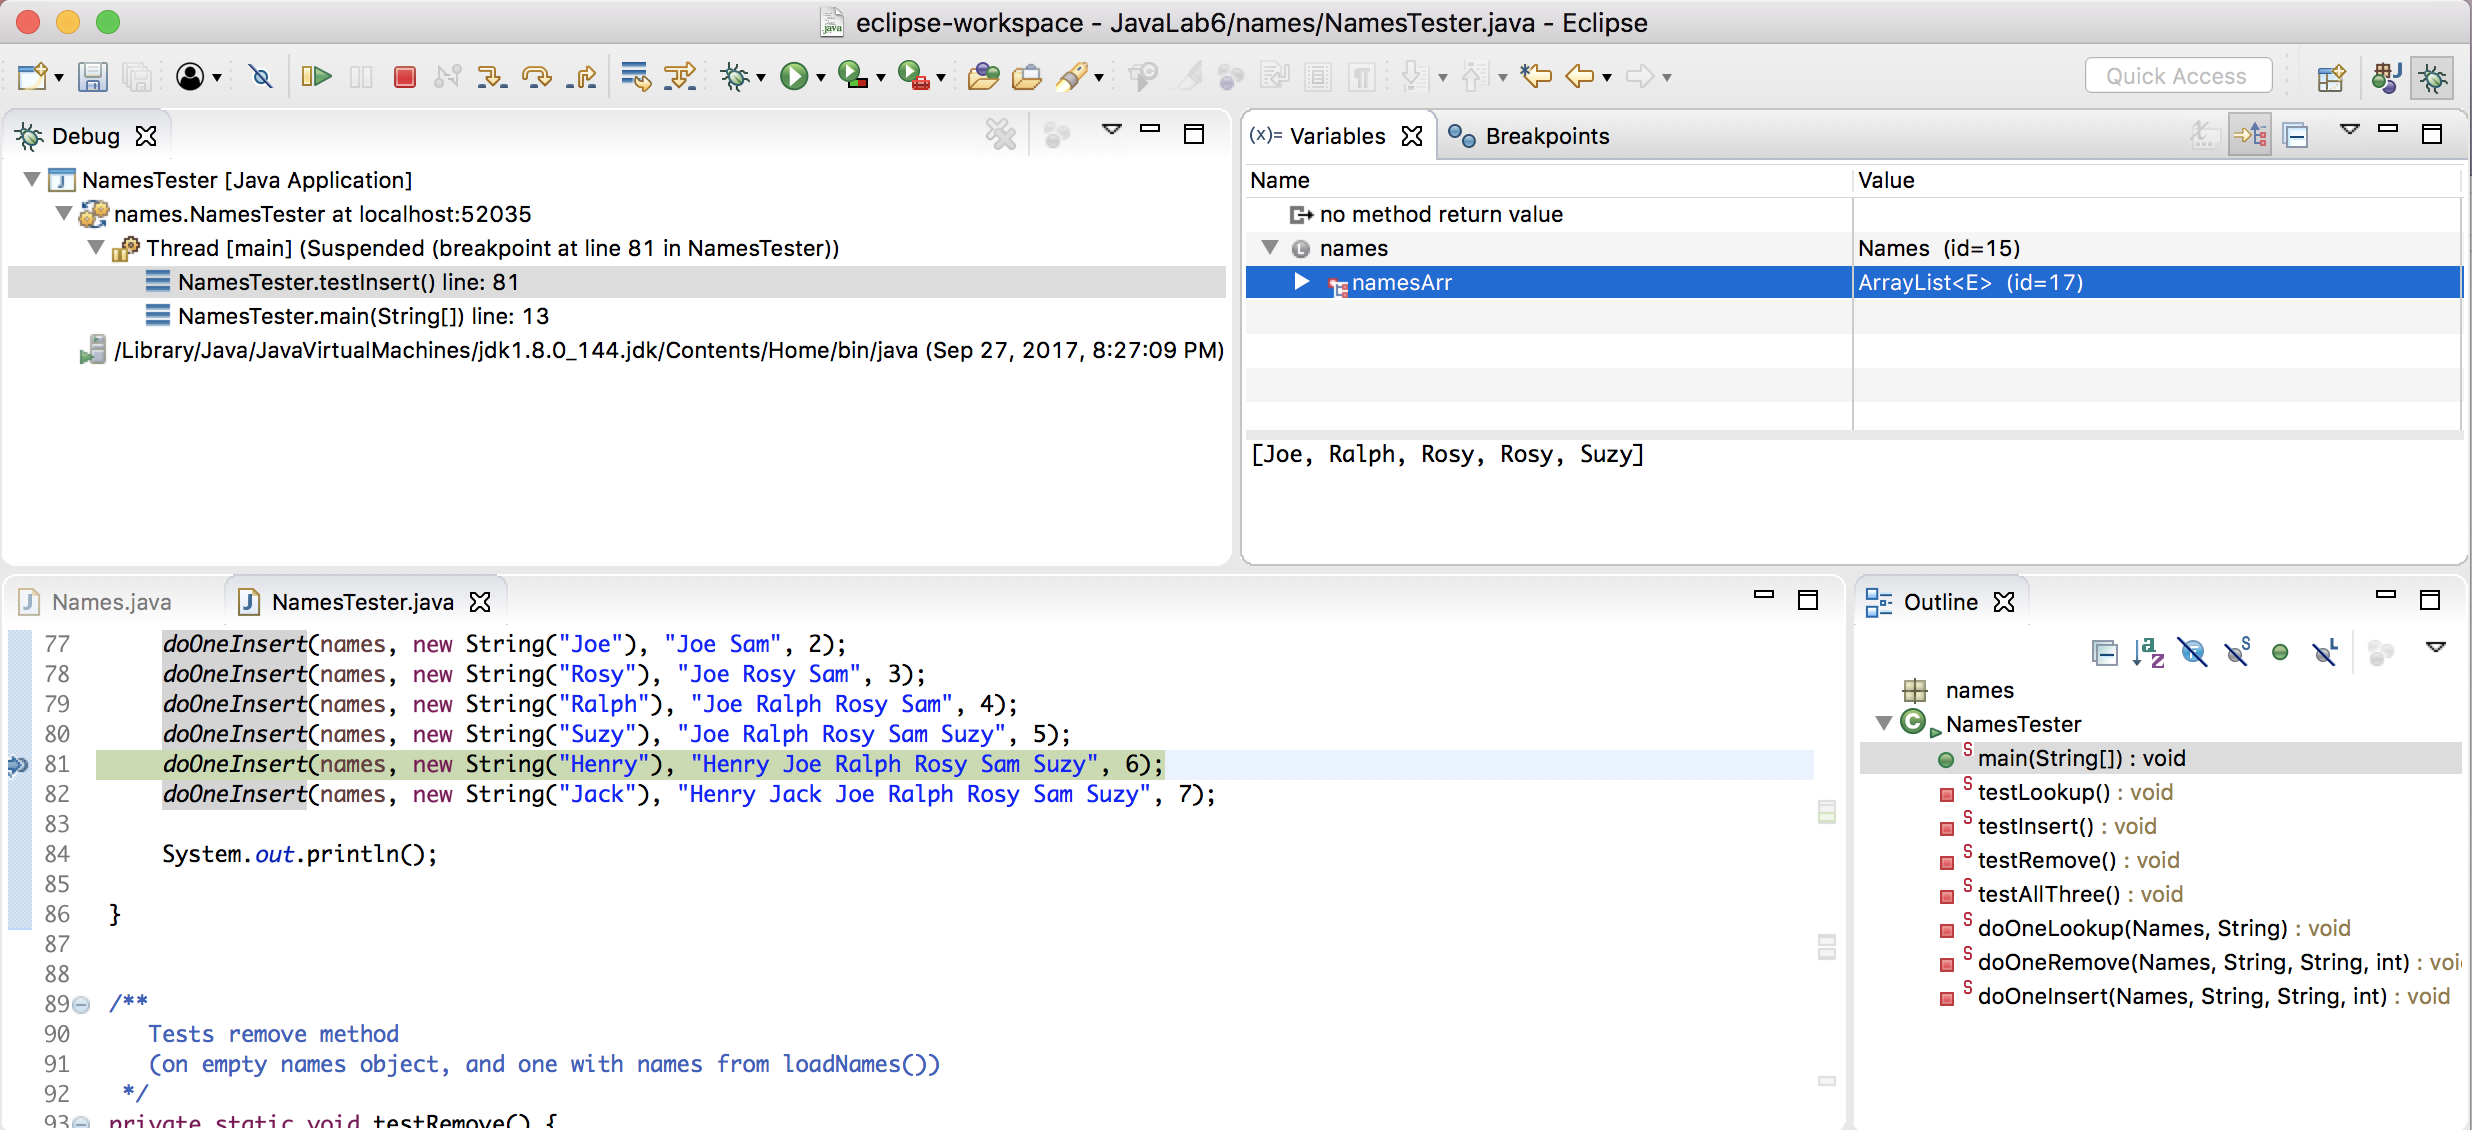 eclipse-workspace - JavaLab6/names/NamesTester.java - Eclipse
Quick Access
Debug
NamesTester [Java Application]
names.NamesTester at localhost:52035
Thread [main] (Suspended (breakpoint at line 81 in NamesTester))
NamesTester.testInsert() line: 81
NamesTester.main(String[]) line: 13
/Library/Java/JavaVirtualMachines/jdk1.8.0_144.jdk/Contents/Home/bin/java (Sep 27, 2017, 8:27:09 PM)
(x)= Variables
Breakpoints
Name Value
no method return value
names Names (id=15)
namesArr ArrayList<E> (id=17)
[Joe, Ralph, Rosy, Rosy, Suzy]
Names.java
NamesTester.java
77 doOneInsert(names, new String("Joe"), "Joe Sam", 2);
78 doOneInsert(names, new String("Rosy"), "Joe Rosy Sam", 3);
79 doOneInsert(names, new String("Ralph"), "Joe Ralph Rosy Sam", 4);
80 doOneInsert(names, new String("Suzy"), "Joe Ralph Rosy Sam Suzy", 5);
81 doOneInsert(names, new String("Henry"), "Henry Joe Ralph Rosy Sam Suzy", 6);
82 doOneInsert(names, new String("Jack"), "Henry Jack Joe Ralph Rosy Sam Suzy", 7);
83
84 System.out.println();
85
86 }
87
88
89 /**
90 Tests remove method
91 (on empty names object, and one with names from loadNames())
92 */
93 private static void testRemove() {
Outline
names
NamesTester
main(String[]) : void
testLookup() : void
testInsert() : void
testRemove() : void
testAllThree() : void
doOneLookup(Names, String) : void
doOneRemove(Names, String, String, int) : voi
doOneInsert(Names, String, String, int) : void